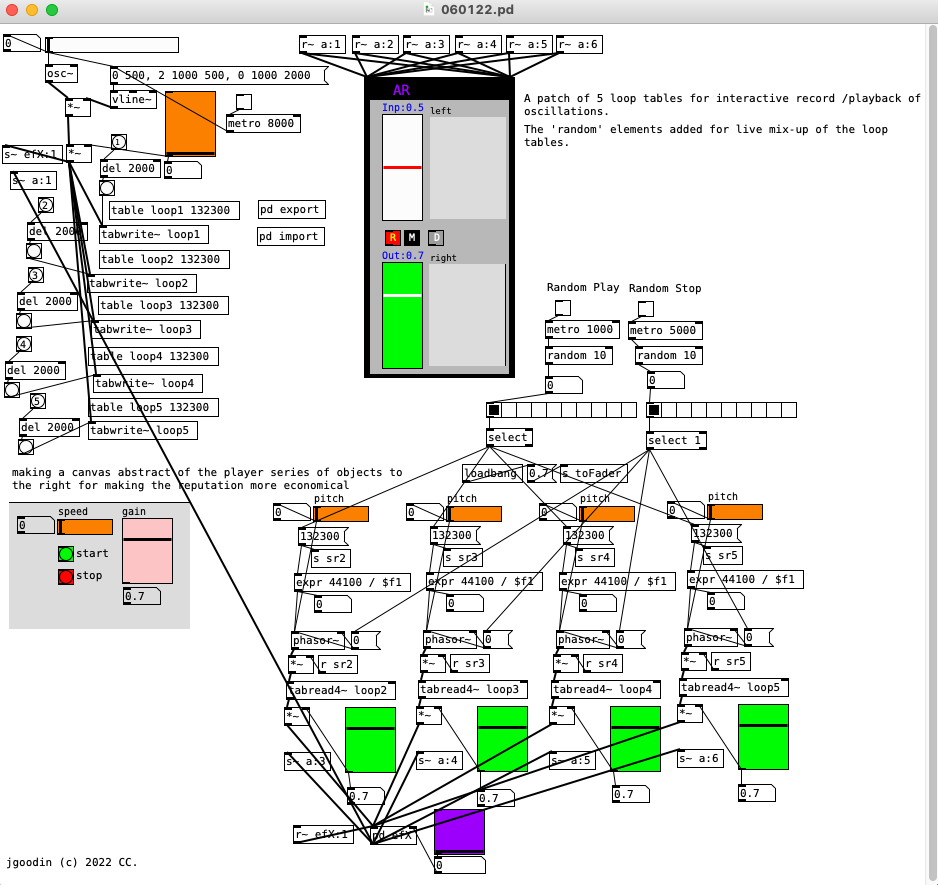 060122.pd
0
r~ a:1
r~ a:2
r~ a:3
r~ a:4
r~ a:5
r~ a:6
osc~
0 500, 2 1000 500, 0 1000 2000
*~
vline~
metro 8000
AR
Inp:0.5
left
A patch of 5 loop tables for interactive record /playback of
oscillations.
The 'random' elements added for live mix-up of the loop
tables.
1
s~ efX:1
*~
del 2000
0
s~ a:1
2
table loop1 132300
pd export
del 2000
tabwrite~ loop1
pd import
R
M
D
Out:0.7
right
table loop2 132300
3
tabwrite~ loop2
del 2000
table loop3 132300
tabwrite~ loop3
4
table loop4 132300
del 2000
tabwrite~ loop4
5
table loop5 132300
del 2000
tabwrite~ loop5
Random Play
Random Stop
metro 1000
metro 5000
random 10
random 10
0
0
select
select 1
loadbang
0.7
s toFader
making a canvas abstract of the player series of objects to
the right for making the reputation more economical
0
speed
gain
start
stop
0.7
pitch
pitch
pitch
pitch
0
0
0
0
132300
132300
132300
132300
s sr2
s sr3
s sr4
s sr5
expr 44100 / $f1
expr 44100 / $f1
expr 44100 / $f1
expr 44100 / $f1
0
0
0
0
phasor~
0
phasor~
0
phasor~
0
phasor~
0
*~
r sr2
*~
r sr3
*~
r sr4
*~
r sr5
tabread4~ loop2
tabread4~ loop3
tabread4~ loop4
tabread4~ loop5
*~
*~
*~
*~
s~ a:3
s~ a:4
s~ a:5
s~ a:6
0.7
0.7
0.7
0.7
r~ efX:1
pd efX
0
jgoodin (c) 2022 CC.